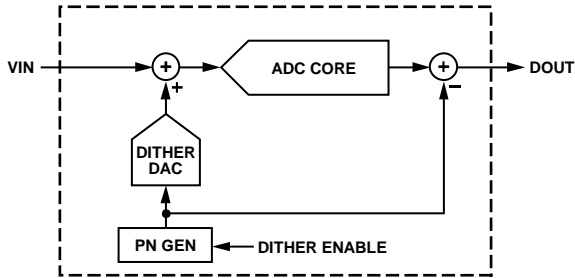 VIN
+
+
ADC CORE
+
−
DOUT
DITHER
DAC
PN GEN
DITHER ENABLE